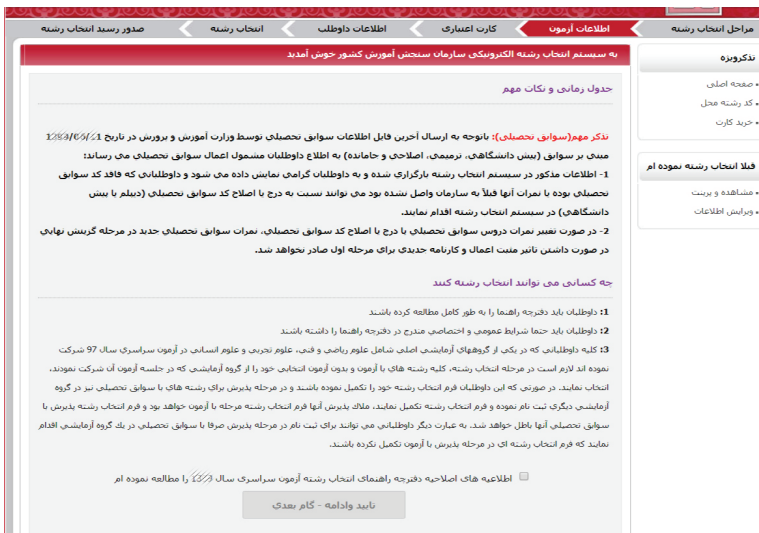 مراحل انتخاب رشته
اطلاعات آزمون
کارت اعتباری
اطلاعات داوطلب
انتخاب رشته
صدور رسید انتخاب رشته
تذکرویژه
صفحه اصلی
کد رشته محل
خرید کارت
قبلا انتخاب رشته نموده ام
مشاهده و پرینت
ویرایش اطلاعات
به سیستم انتخاب رشته الکترونیکی سازمان سنجش آموزش کشور خوش آمدید
جدول زمانی و نکات مهم
تذکر مهم(سوابق تحصیلی): باتوجه به ارسال آخرین فایل اطلاعات سوابق تحصیلی توسط وزارت آموزش و پرورش در تاریخ
مبنی بر سوابق (پیش دانشگاهی، ترمیمی، اصلاحی و جامانده) به اطلاع داوطلبان مشمول اعمال سوابق تحصیلی می رساند:
1- اطلاعات مذکور در سیستم انتخاب رشته بارگزاری شده و به داوطلبان گرامی نمایش داده می شود و داوطلبانی که فاقد کد سوابق
تحصیلی بوده یا نمرات آنها قبلاً به سازمان واصل نشده بود می توانند نسبت به درج یا اصلاح کد سوابق تحصیلی (دیپلم یا پیش
دانشگاهی) در سیستم انتخاب رشته اقدام نمایند.
2- در صورت تغییر نمرات دروس سوابق تحصیلی یا درج یا اصلاح کد سوابق تحصیلی، نمرات سوابق تحصیلی جدید در مرحله گزینش نهایي
در صورت داشتن تاثیر مثبت اعمال و کارنامه جدیدی برای مرحله اول صادر نخواهد شد.
چه کسانی می توانند انتخاب رشته کنند
1: داوطلبان باید دفترچه راهنما را به طور کامل مطالعه کرده باشند
2: داوطلبان باید حتما شرایط عمومی و اختصاصی مندرج در دفترچه راهنما را داشته باشند
3: کلیه داوطلبانی که در یکی از گروههای آزمایشی اصلی شامل علوم ریاضی و فنی، علوم تجربی و علوم انسانی در آزمون سراسری سال 97 شرکت
نموده اند لازم است در مرحله انتخاب رشته، کلیه رشته های با آزمون و بدون آزمون انتخابی خود را از گروه آزمایشی که در جلسه آزمون آن شرکت نمودند،
انتخاب نمایند. در صورتی که این داوطلبان فرم انتخاب رشته خود را تکمیل نموده باشند و در مرحله پذیرش برای رشته های با سوابق تحصیلی نیز در گروه
آزمایشی دیگری ثبت نام نموده و فرم انتخاب رشته تکمیل نمایند، ملاك پذیرش آنها فرم انتخاب رشته مرحله با آزمون خواهد بود و فرم انتخاب رشته پذیرش با
سوابق تحصیلی آنها باطل خواهد شد. به عبارت دیگر داوطلبانی می توانند برای ثبت نام در مرحله پذیرش صرفا با سوابق تحصیلی در یك گروه آزمایشی اقدام
نمایند که فرم انتخاب رشته ای در مرحله پذیرش با آزمون تکمیل نکرده باشند.
اطلاعیه های اصلاحیه دفترچه راهنمای انتخاب رشته آزمون سراسری سال را مطالعه نموده ام
تایید وادامه - گام بعدی